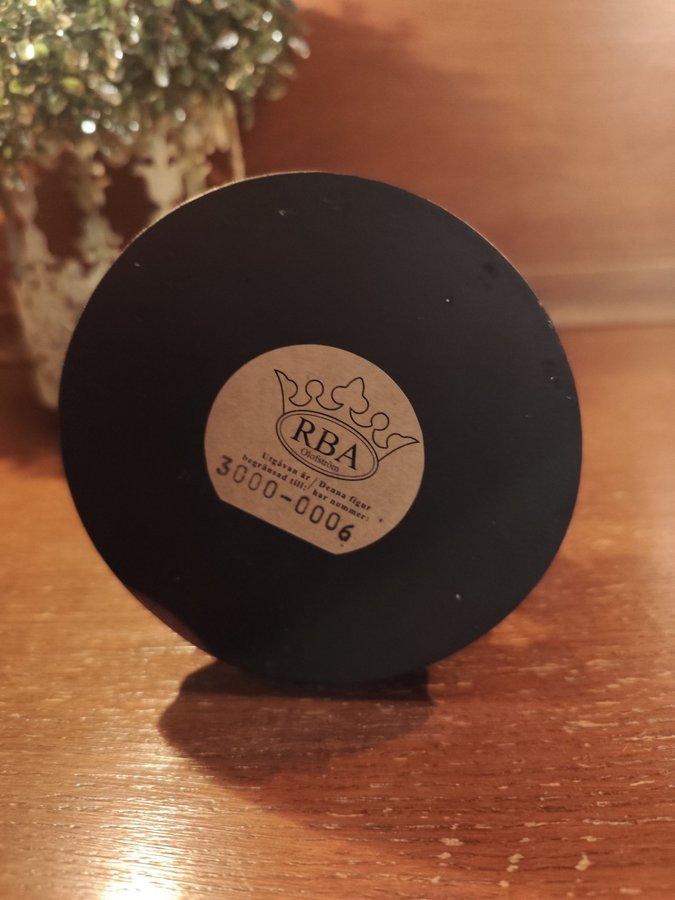 RBA
Olofström
Utgåvan är / Denna figur
begränsad till: / har nummer:
3000-0006